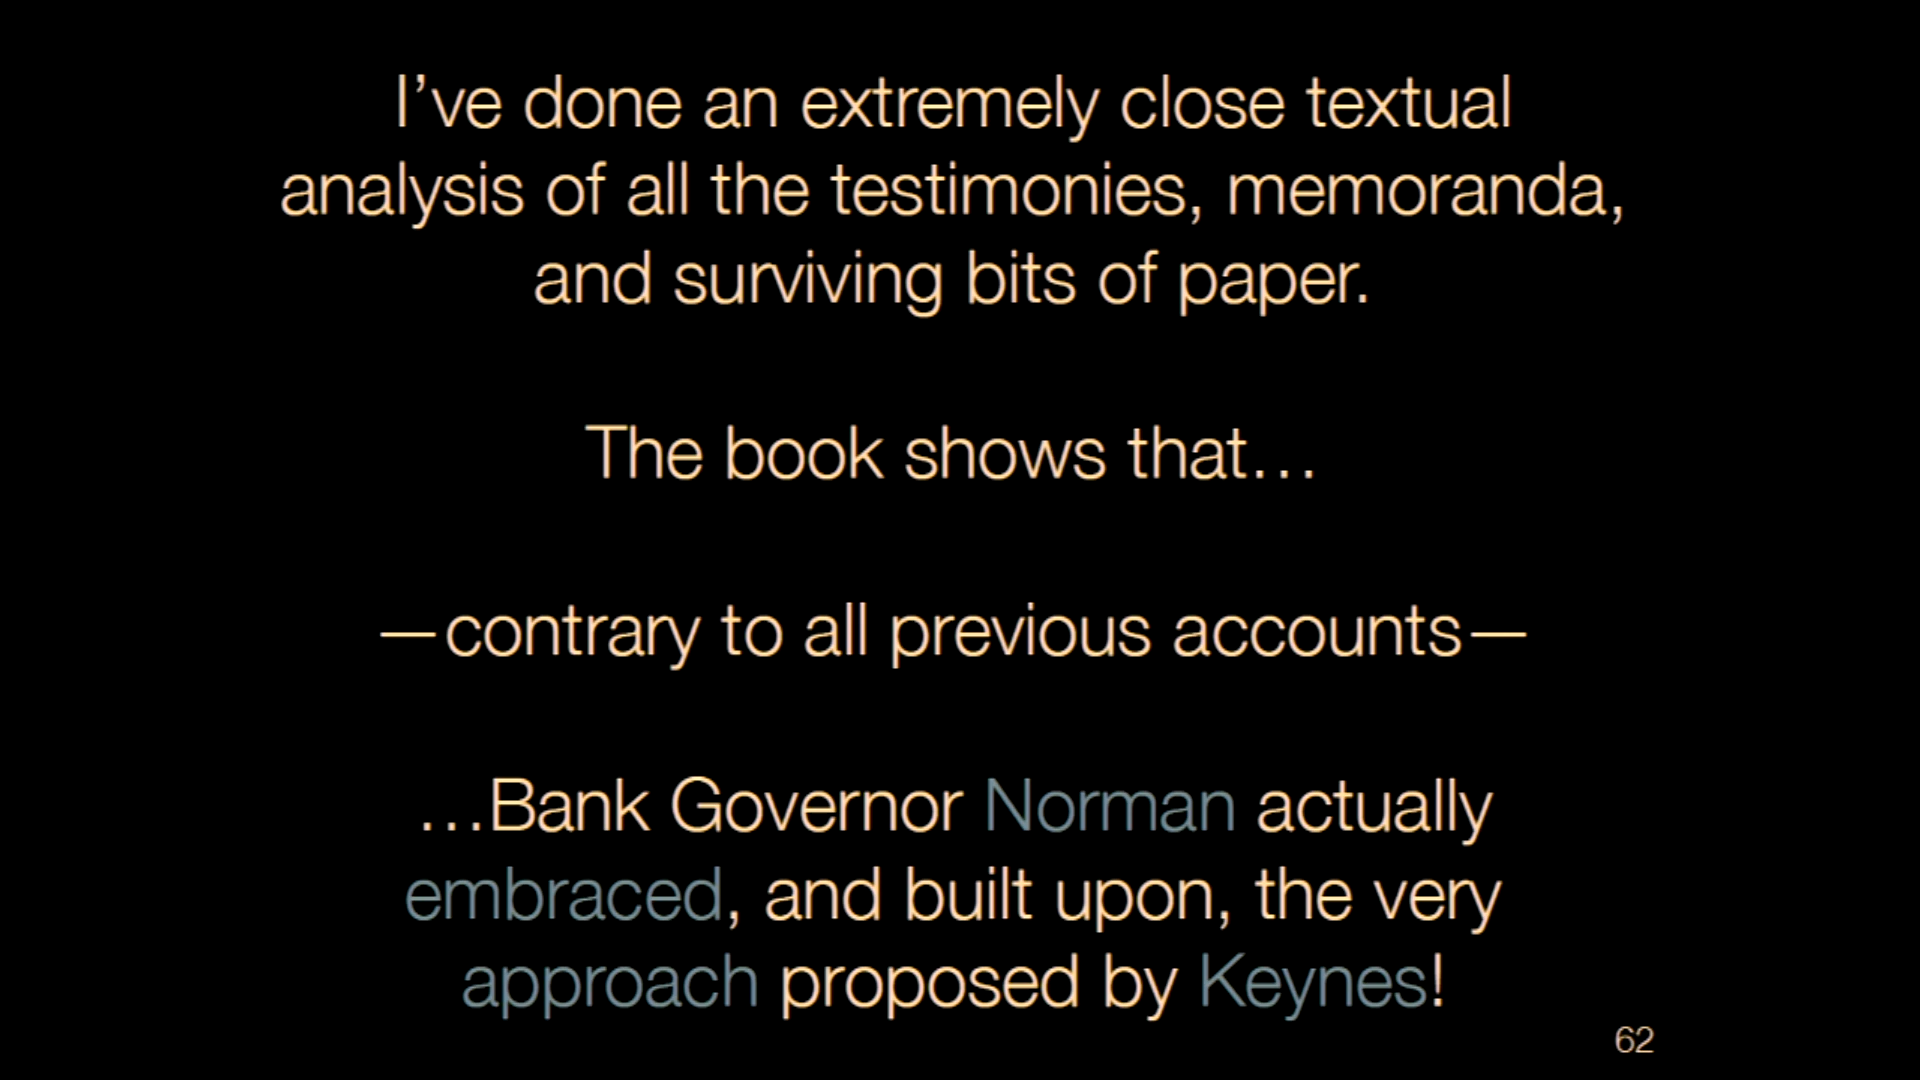 I’ve done an extremely close textual
analysis of all the testimonies, memoranda,
and surviving bits of paper.
The book shows that…
—contrary to all previous accounts—
…Bank Governor Norman actually
embraced, and built upon, the very
approach proposed by Keynes!
62